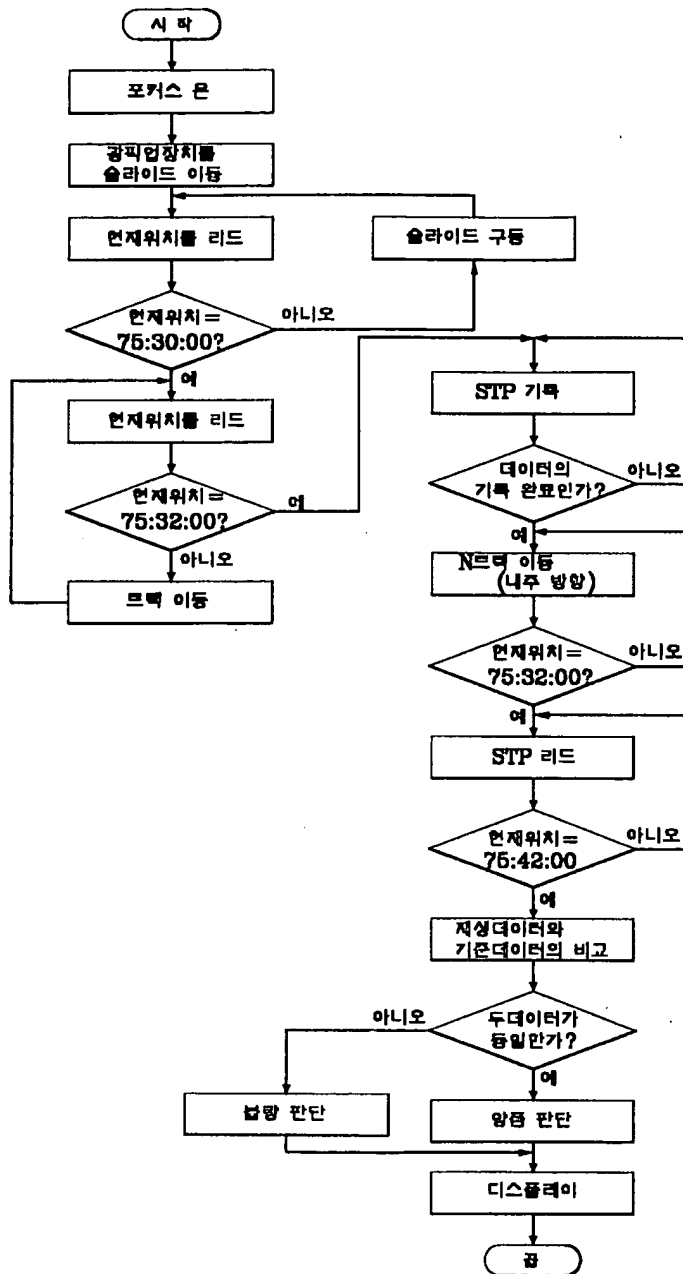 시 작
포커스 온
광픽업장치를
슬라이드 이동
현재위치를 리드
슬라이드 구동
현재위치=
75:30:00?
아니오
예
현재위치를 리드
현재위치=
75:32:00?
예
아니오
트랙 이동
STP 기록
데이터의
기록 완료인가?
아니오
예
N트랙 이동
(내주 방향)
현재위치=
75:32:00?
아니오
예
STP 리드
현재위치=
75:42:00
아니오
예
재생데이터와
기준데이터의 비교
두데이터가
동일한가?
아니오
예
불량 판단
양품 판단
디스플레이
끝